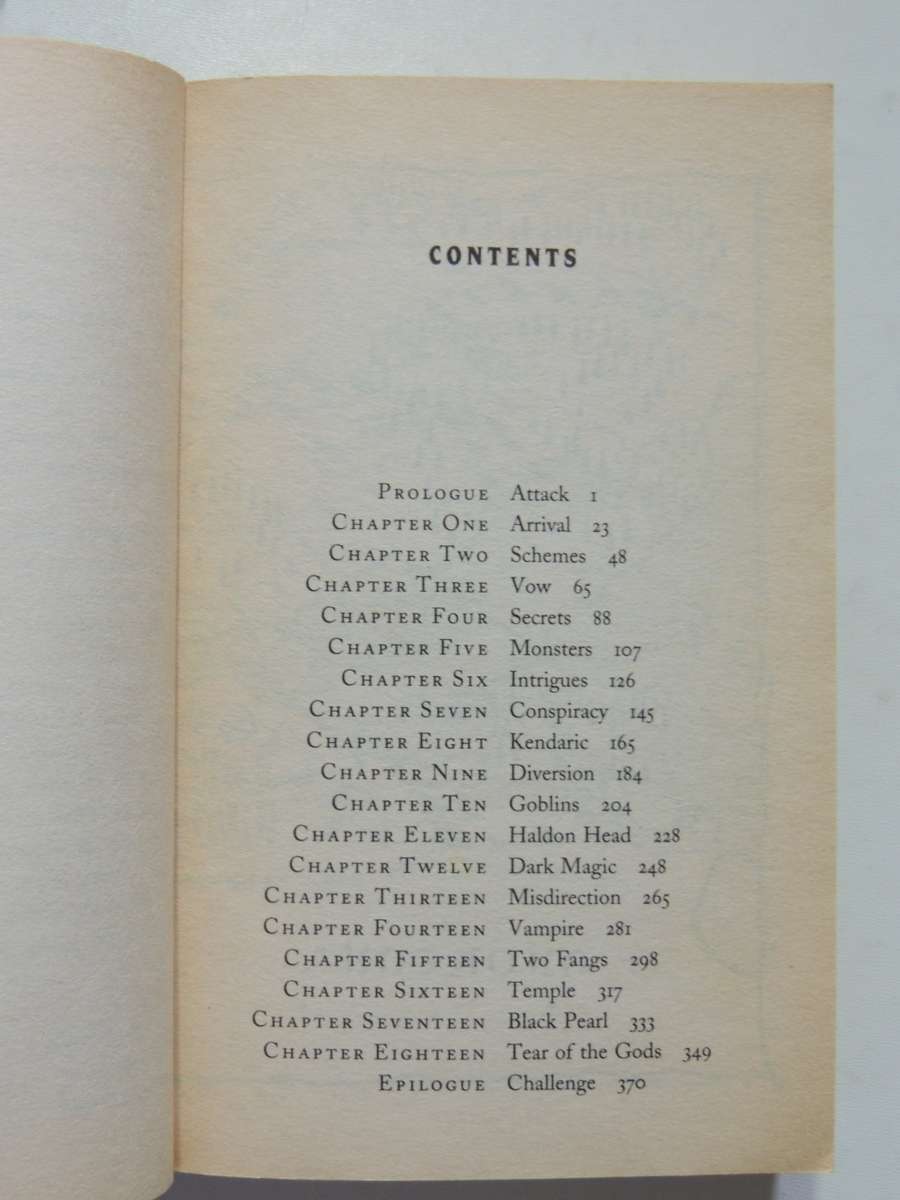 CONTENTS
PROLOGUE Attack 1
CHAPTER ONE Arrival 23
CHAPTER TWO Schemes 48
CHAPTER THREE Vow 65
CHAPTER FOUR Secrets 88
CHAPTER FIVE Monsters 107
CHAPTER SIX Intrigues 126
CHAPTER SEVEN Conspiracy 145
CHAPTER EIGHT Kendaric 165
CHAPTER NINE Diversion 184
CHAPTER TEN Goblins 204
CHAPTER ELEVEN Haldon Head 228
CHAPTER TWELVE Dark Magic 248
CHAPTER THIRTEEN Misdirection 265
CHAPTER FOURTEEN Vampire 281
CHAPTER FIFTEEN Two Fangs 298
CHAPTER SIXTEEN Temple 317
CHAPTER SEVENTEEN Black Pearl 333
CHAPTER EIGHTEEN Tear of the Gods 349
EPILOGUE Challenge 370